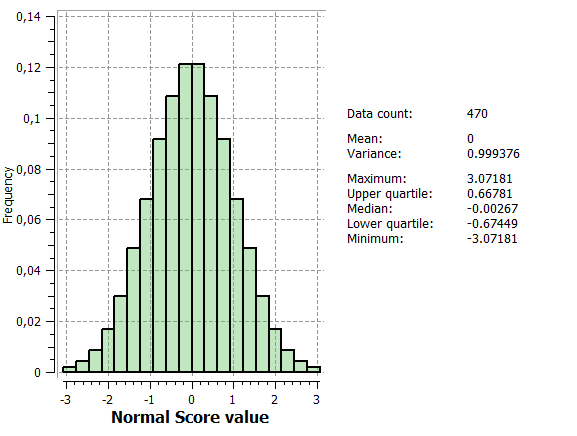 0,14
0,12
0,1
0,08
0,06
0,04
0,02
0
Frequency
-3 -2 -1 0 1 2 3
Normal Score value
Data count: 470
Mean: 0
Variance: 0.999376
Maximum: 3.07181
Upper quartile: 0.66781
Median: -0.00267
Lower quartile: -0.67449
Minimum: -3.07181